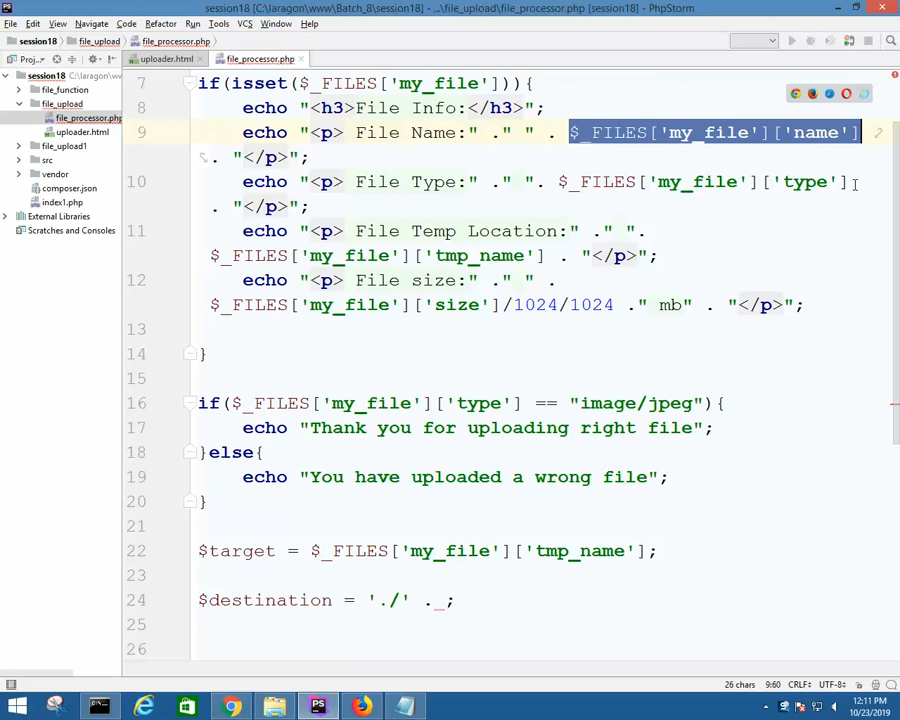 session18 [C:\laragon\www\Batch_8\session18] - ...\file_upload\file_processor.php [session18] - PhpStorm
File Edit View Navigate Code Refactor Run Tools VCS Window Help
session18 file_upload file_processor.php
Proj... uploader.html file_processor.php
session18 C:\laragon\ww
file_function
file_upload
file_processor.php
uploader.html
file_upload1
src
vendor
composer.json
index1.php
External Libraries
Scratches and Consoles
7 if(isset($_FILES['my_file'])){
8 echo "<h3>File Info:</h3>";
9 echo "<p> File Name:" ." " . $_FILES['my_file']['name']
. "</p>";
10 echo "<p> File Type:" ." ". $_FILES['my_file']['type']
. "</p>";
11 echo "<p> File Temp Location:" ." ".
$_FILES['my_file']['tmp_name'] . "</p>";
12 echo "<p> File size:" ." " .
$_FILES['my_file']['size']/1024/1024 ." mb" . "</p>";
13
14 }
15
16 if($_FILES['my_file']['type'] == "image/jpeg"){
17 echo "Thank you for uploading right file";
18 }else{
19 echo "You have uploaded a wrong file";
20 }
21
22 $target = $_FILES['my_file']['tmp_name'];
23
24 $destination = './' . ;
25
26
26 chars 9:60 CRLF÷ UTF-8÷
12:11 PM
10/23/2019